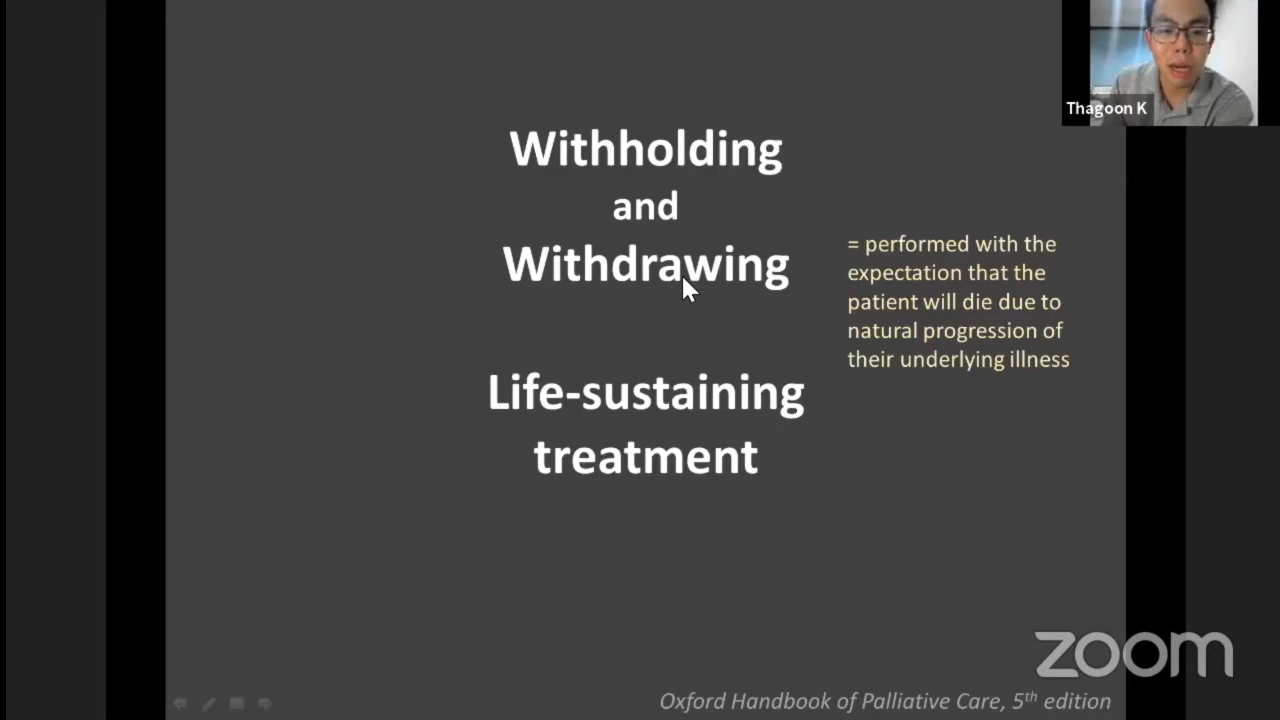 Thagoon K
Withholding
and
Withdrawing
= performed with the
expectation that the
patient will die due to
natural progression of
their underlying illness
Life-sustaining
treatment
zoom
Oxford Handbook of Palliative Care, 5th edition